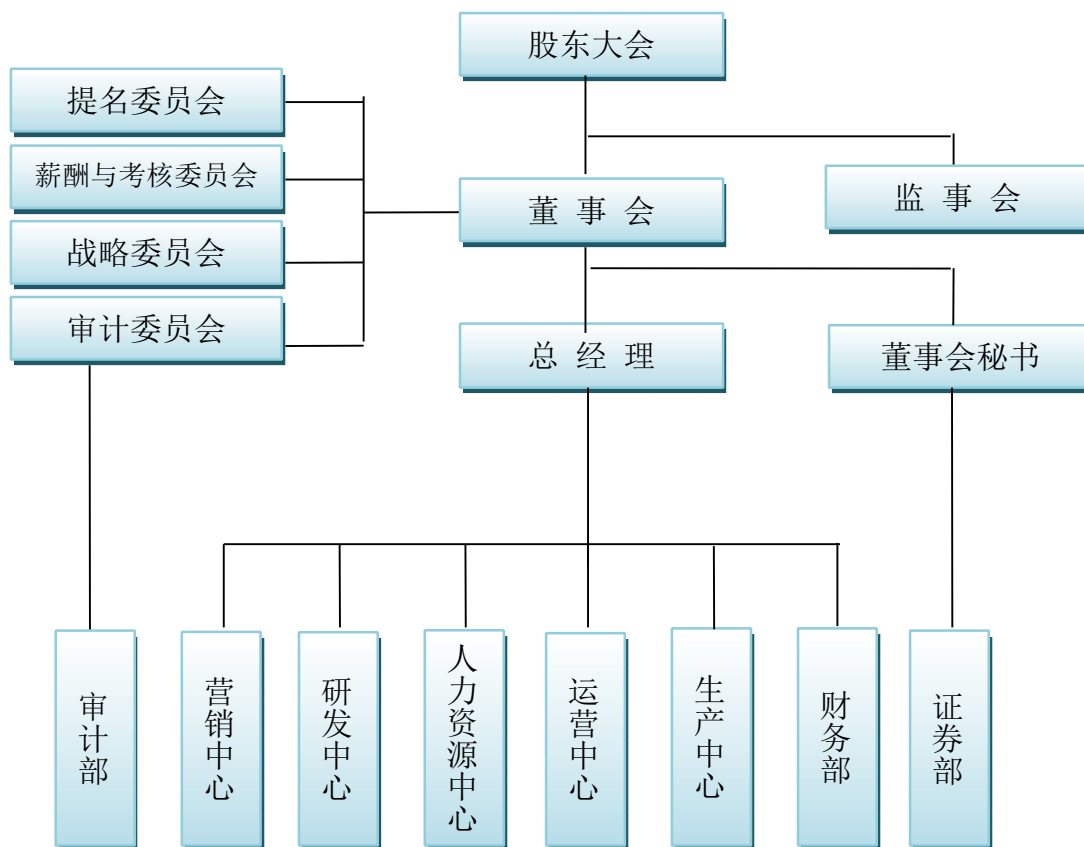 股东大会
提名委员会
薪酬与考核委员会
董 事 会
监 事 会
战略委员会
审计委员会
总 经 理
董事会秘书
审计部
营销中心
研发中心
人力资源中心
运营中心
生产中心
财务部
证券部